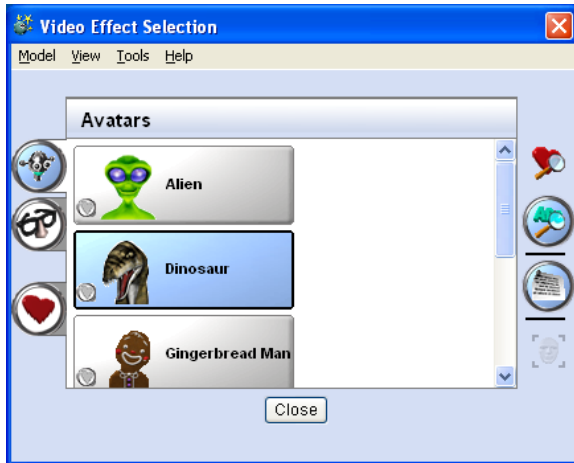 Video Effect Selection
Model View Tools Help
Avatars
Alien
Dinosaur
Gingerbread Man
Close